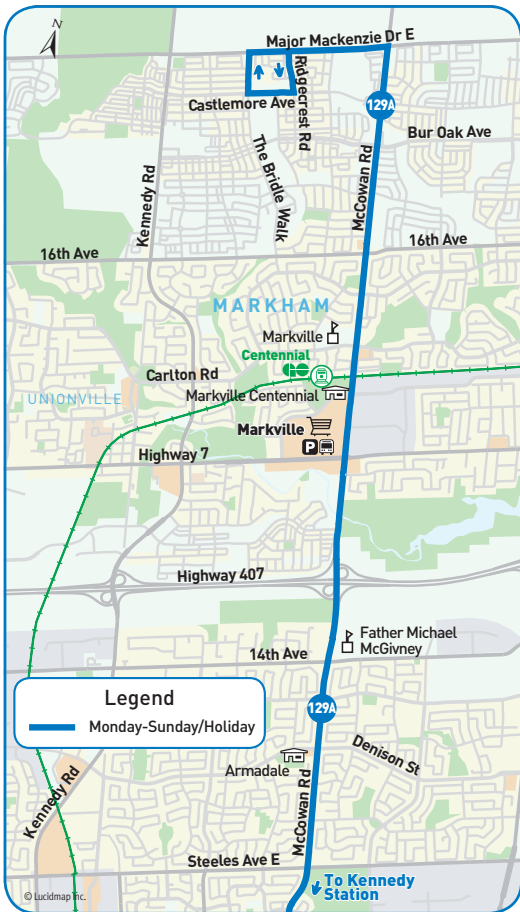 N
Major Mackenzie Dr E
Ridgecrest Rd
Castlemore Ave
129A
Bur Oak Ave
The Bridle Walk
McCowan Rd
Kennedy Rd
16th Ave
16th Ave
MARKHAM
Markville
Centennial
Carlton Rd
Markville Centennial
UNIONVILLE
Markville
P
Highway 7
Highway 407
Father Michael
McGivney
14th Ave
Legend
Monday-Sunday/Holiday
129A
Denison St
Armadale
McCowan Rd
Kennedy Rd
Steeles Ave E
To Kennedy
Station
© Lucidmap Inc.